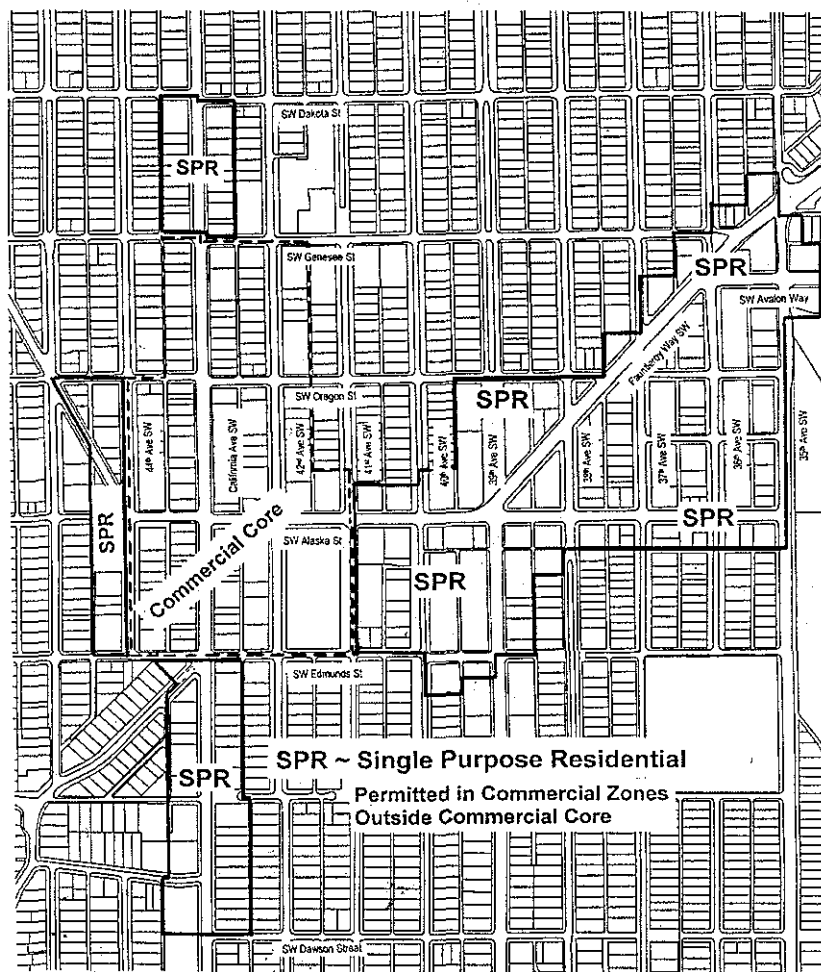 SW Dakota St
SPR
SW Genesee St
SPR
SW Avalon Way
Fauntleroy Way SW
SW Oregon St
SPR
44th Ave SW
California Ave SW
42nd Ave SW
41st Ave SW
40th Ave SW
39th Ave SW
38th Ave SW
37th Ave SW
36th Ave SW
35th Ave SW
SPR
Commercial Core
SW Alaska St
SPR
SPR
SW Edmunds St
SPR
SPR ~ Single Purpose Residential
Permitted in Commercial Zones
Outside Commercial Core
SW Dawson Street